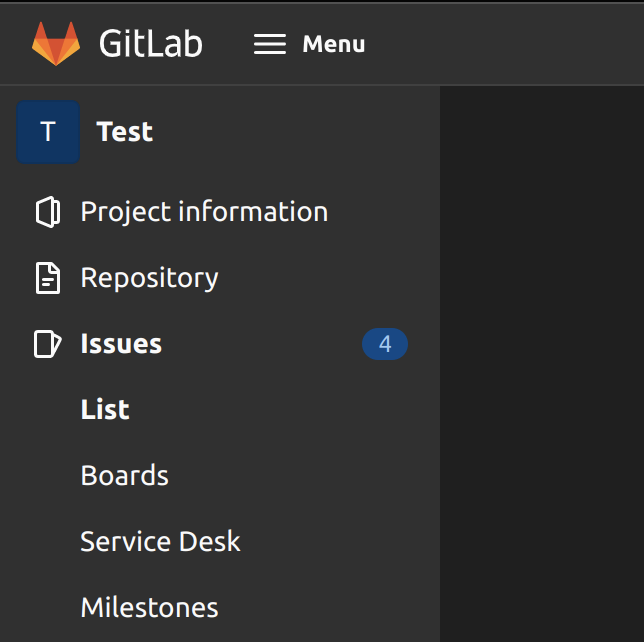 GitLab Menu
T Test
Project information
Repository
Issues 4
List
Boards
Service Desk
Milestones